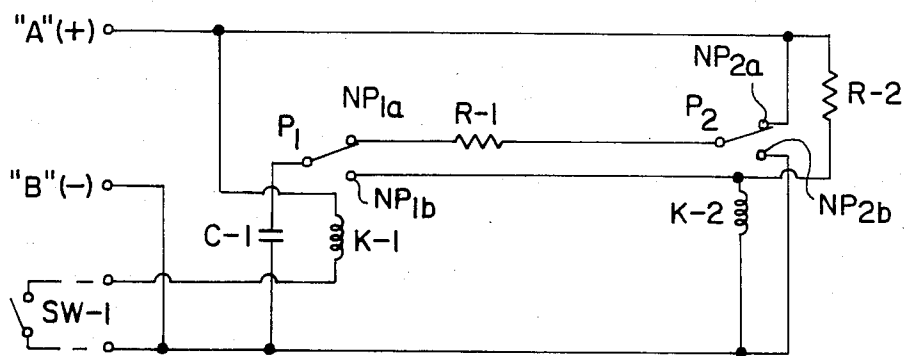 "A"(+)
NP2a
NP1a
R-1
P2
R-2
P1
"B"(-)
NP1b
K-2
NP2b
C-1
K-1
SW-1